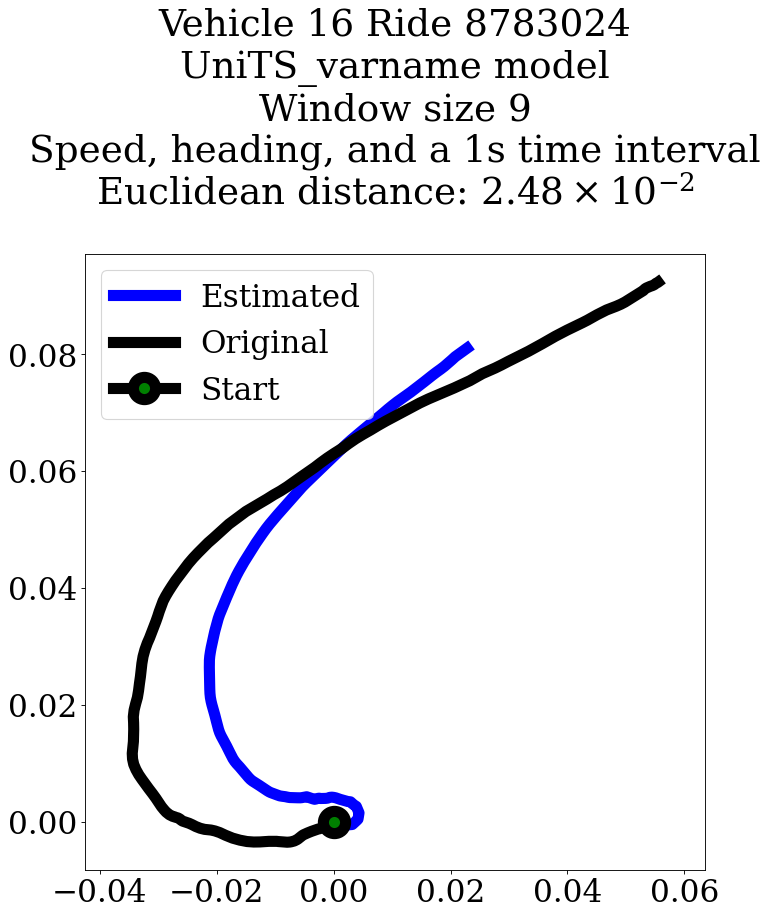 Vehicle 16 Ride 8783024
UniTS_varname model
Window size 9
Speed, heading, and a 1s time interval
Euclidean distance: 2.48 × 10⁻²
Estimated
Original
Start
0.08
0.06
0.04
0.02
0.00
−0.04 −0.02 0.00 0.02 0.04 0.06